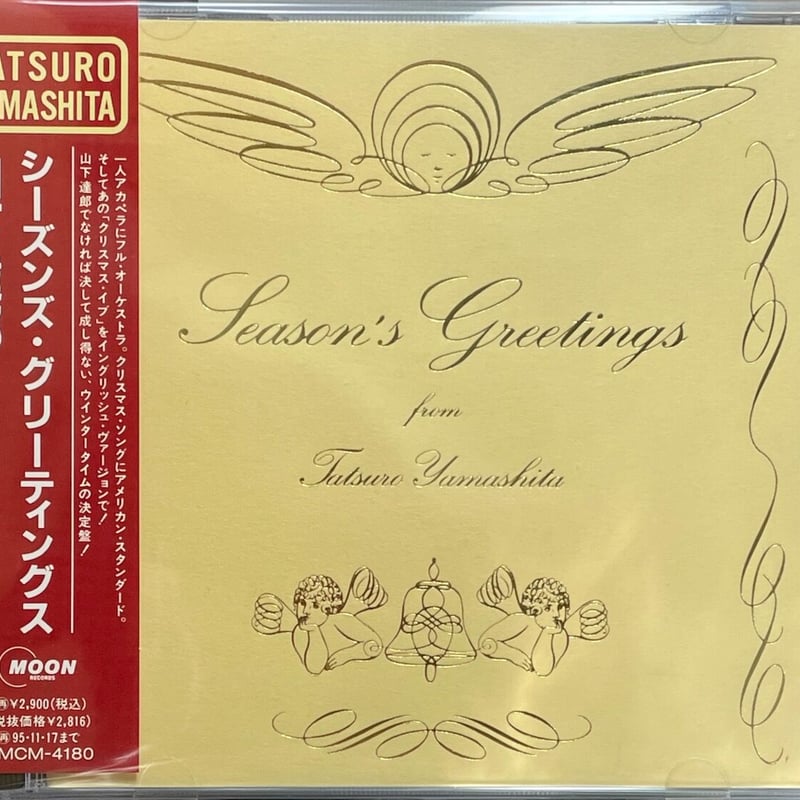 ATSURO
MASHITA
一人アカペラにフル・オーケストラ。クリスマス・ソングにアメリカン・スタンダード。
そしてあの「クリスマス・イブ」をイングリッシュ・ヴァージョンで!
山下達郎でなければ決して成し得ない、ウインタータイムの決定盤!
シーズンズ・グリーティングス
MOON
RECORDS
再¥2,900(税込)
税抜価格¥2,816)
再95・11・17まで
MCM-4180
Season's Greetings
from
Tatsuro Yamashita